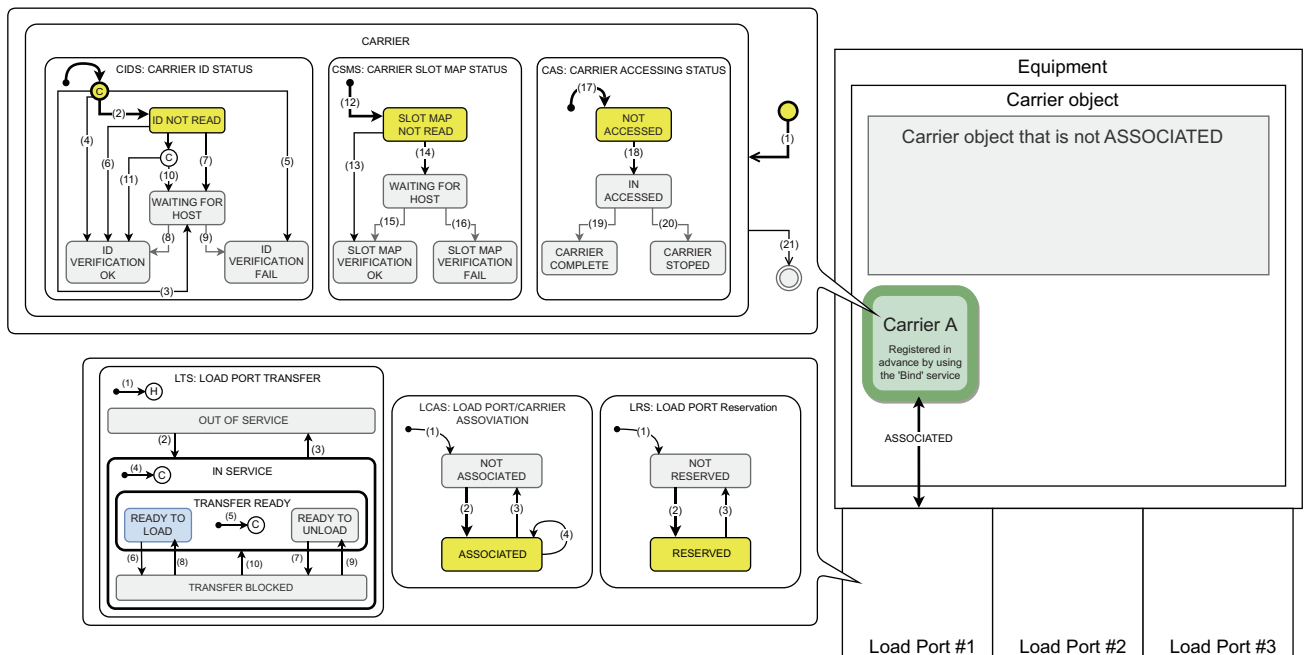 CARRIER
CIDS: CARRIER ID STATUS
C
(2)
ID NOT READ
(4)
(6)
C
(7)
(5)
(11)
(10)
WAITING FOR
HOST
(8)
(9)
ID
VERIFICATION
OK
ID
VERIFICATION
FAIL
(3)
CSMS: CARRIER SLOT MAP STATUS
(12)
SLOT MAP
NOT READ
(13)
(14)
WAITING FOR
HOST
(15)
(16)
SLOT MAP
VERIFICATION
OK
SLOT MAP
VERIFICATION
FAIL
CAS: CARRIER ACCESSING STATUS
(17)
NOT
ACCESSED
(18)
IN
ACCESSED
(19)
(20)
CARRIER
COMPLETE
CARRIER
STOPED
(1)
(21)
Equipment
Carrier object
Carrier object that is not ASSOCIATED
Carrier A
Registered in
advance by using
the 'Bind' service
ASSOCIATED
LTS: LOAD PORT TRANSFER
(1)
H
OUT OF SERVICE
(2)
(3)
(4)
C
IN SERVICE
TRANSFER READY
READY TO
LOAD
(5)
C
READY TO
UNLOAD
(6)
(8)
(10)
(7)
(9)
TRANSFER BLOCKED
LCAS: LOAD PORT/CARRIER
ASSOVIATION
(1)
NOT
ASSOCIATED
(2)
(3)
(4)
ASSOCIATED
LRS: LOAD PORT Reservation
(1)
NOT
RESERVED
(2)
(3)
RESERVED
Load Port #1
Load Port #2
Load Port #3